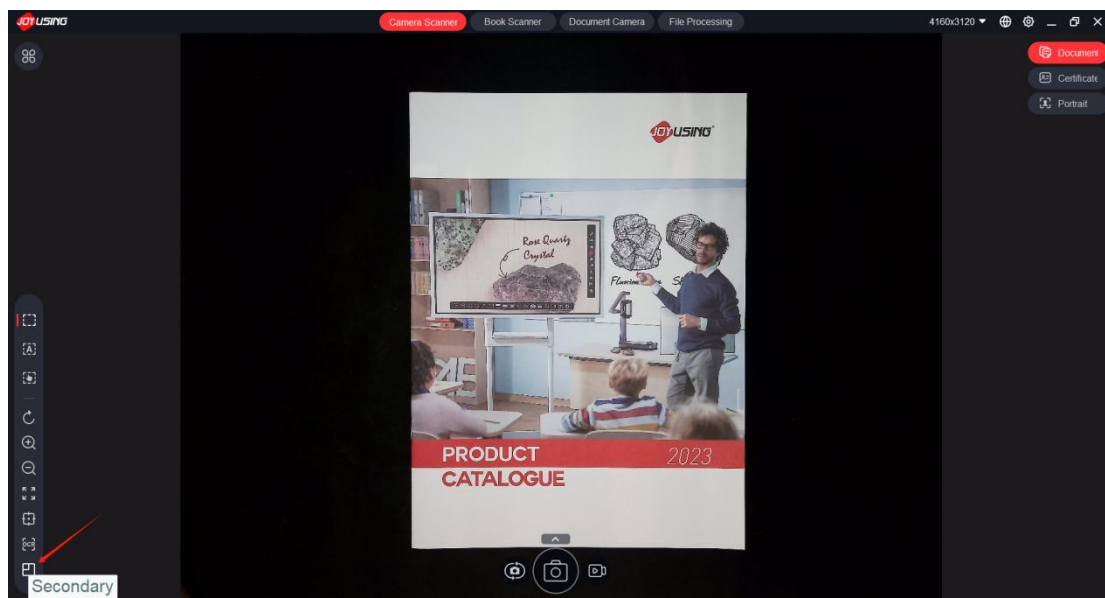 JOYUSING
Camera Scanner
Book Scanner
Document Camera
File Processing
4160x3120
Document
Certificate
Portrait
JOYUSING
Rose Quartz
Crystal
PRODUCT
2023
CATALOGUE
A
OCR
Secondary